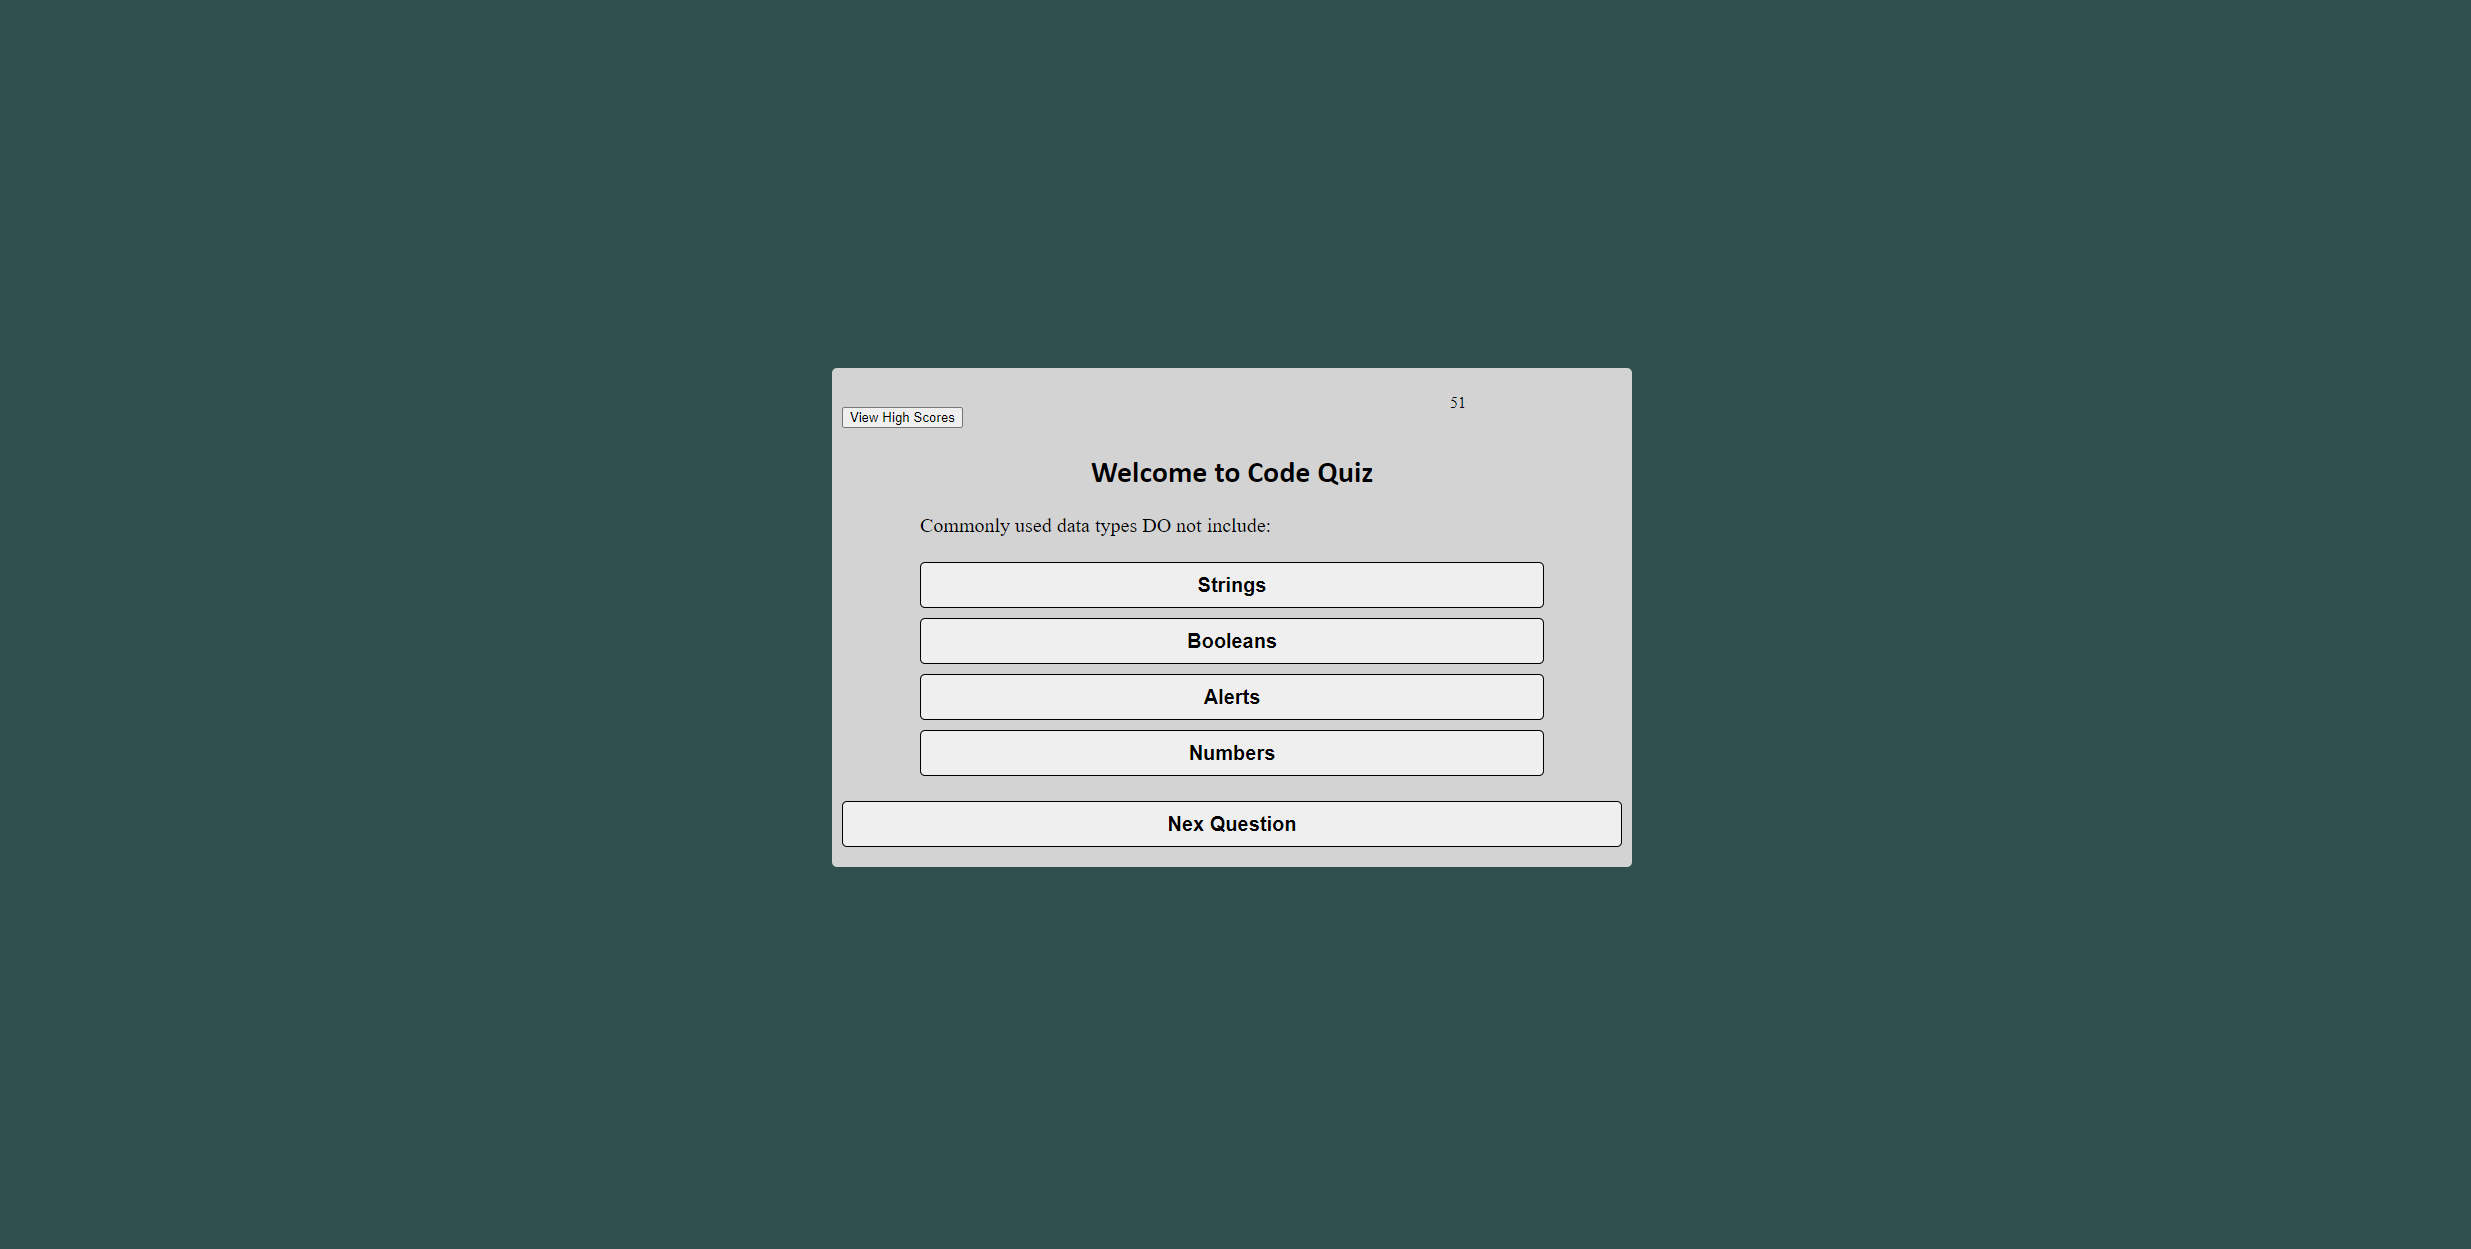 51
View High Scores
Welcome to Code Quiz
Commonly used data types DO not include:
Strings
Booleans
Alerts
Numbers
Nex Question